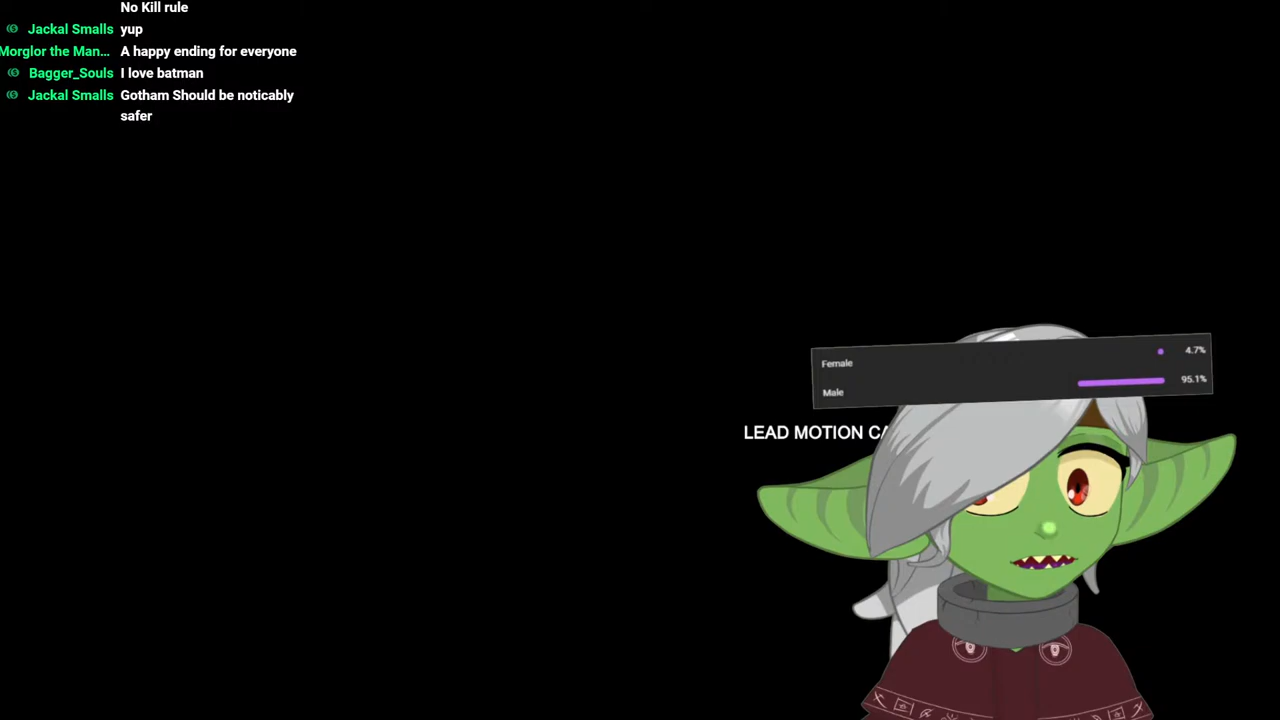 No Kill rule
Jackal Smalls yup
Morglor the Man... A happy ending for everyone
Bagger_Souls I love batman
Jackal Smalls Gotham Should be noticably
safer
Female 4.7%
Male 95.1%
LEAD MOTION CA